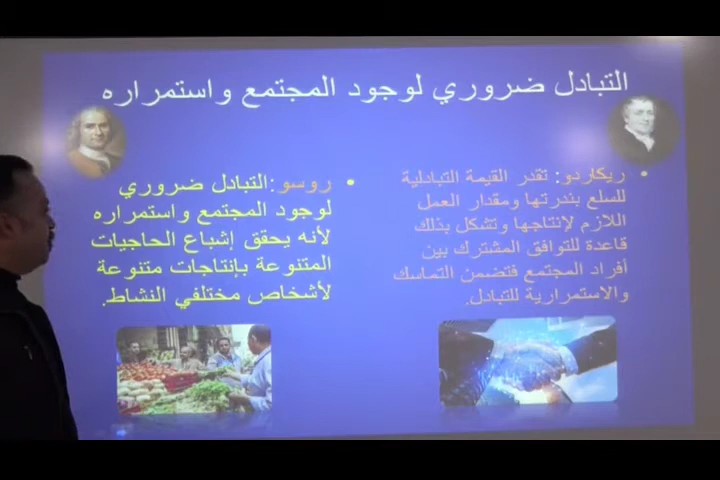 التبادل ضروري لوجود المجتمع واستمراره
ريكاردو: تقدر القيمة التبادلية
للسلع بندرتها ومقدار العمل
اللازم لإنتاجها وتشكل بذلك
قاعدة للتوافق المشترك بين
أفراد المجتمع فتضمن التماسك
والاستمرارية للتبادل.
روسو: التبادل ضروري
لوجود المجتمع واستمراره
لأنه يحقق إشباع الحاجيات
المتنوعة بإنتاجات متنوعة
لأشخاص مختلفي النشاط.